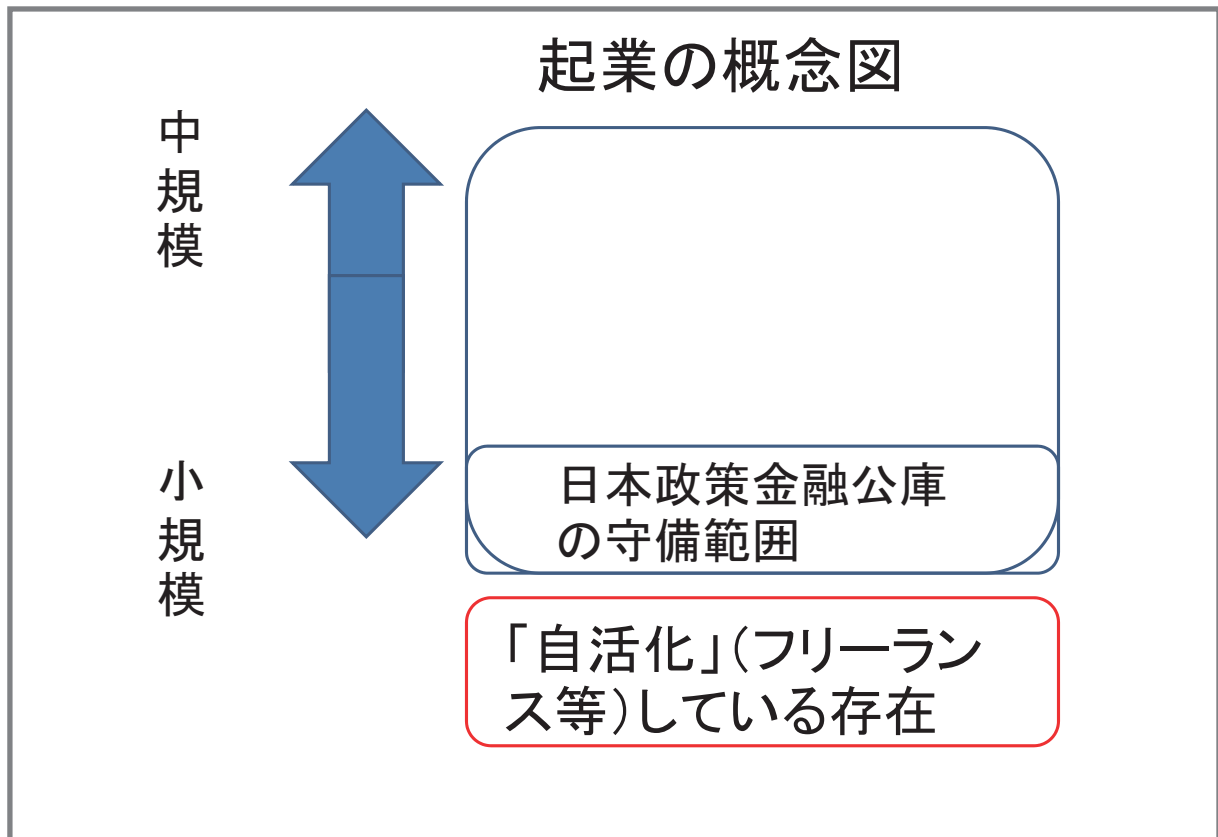 起業の概念図
中規模
小規模
日本政策金融公庫
の守備範囲
「自活化」(フリーラン
ス等)している存在